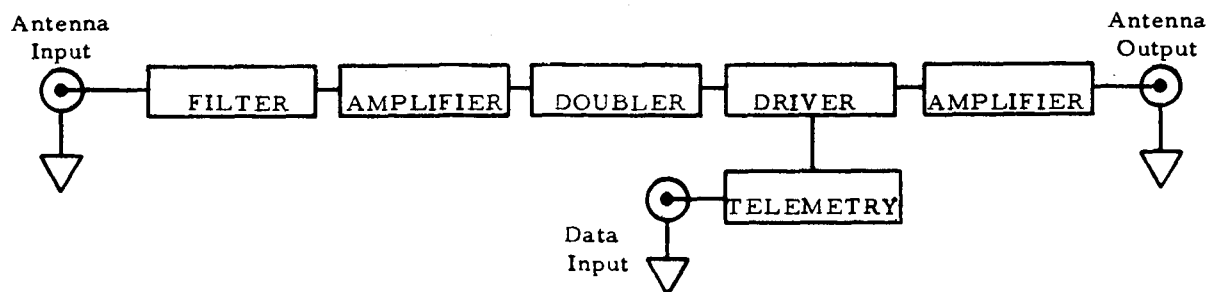 Antenna
Input
Antenna
Output
FILTER
AMPLIFIER
DOUBLER
DRIVER
AMPLIFIER
TELEMETRY
Data
Input